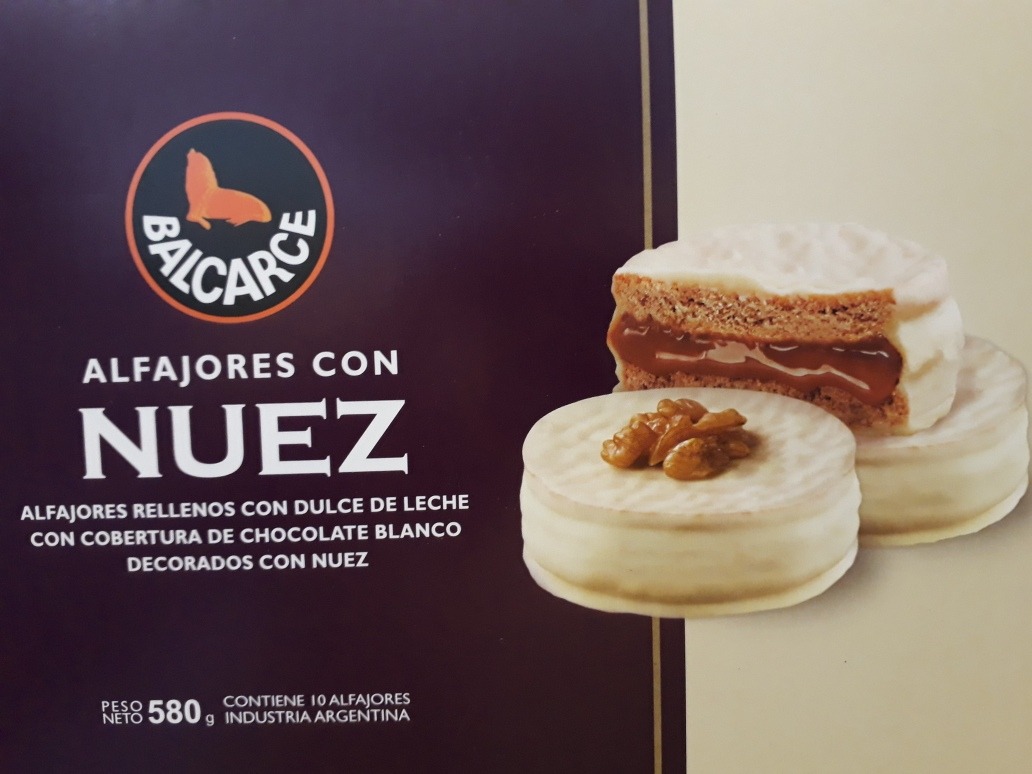 BALCARCE
ALFAJORES CON
NUEZ
ALFAJORES RELLENOS CON DULCE DE LECHE
CON COBERTURA DE CHOCOLATE BLANCO
DECORADOS CON NUEZ
PESO NETO 580 g
CONTIENE 10 ALFAJORES
INDUSTRIA ARGENTINA